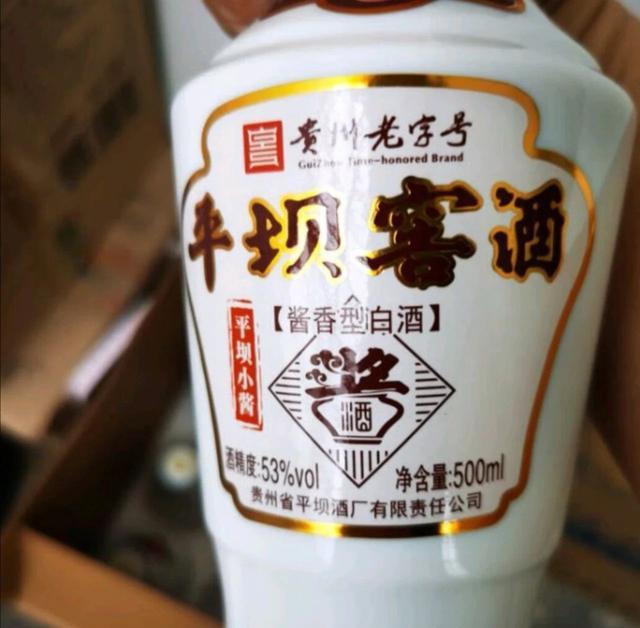 贵州老字号
GuiZhou Time-honored Brand
平坝窖酒
【酱香型白酒】
平坝小酱
酱
酒
酒精度:53%vol
净含量:500ml
贵州省平坝酒厂有限责任公司